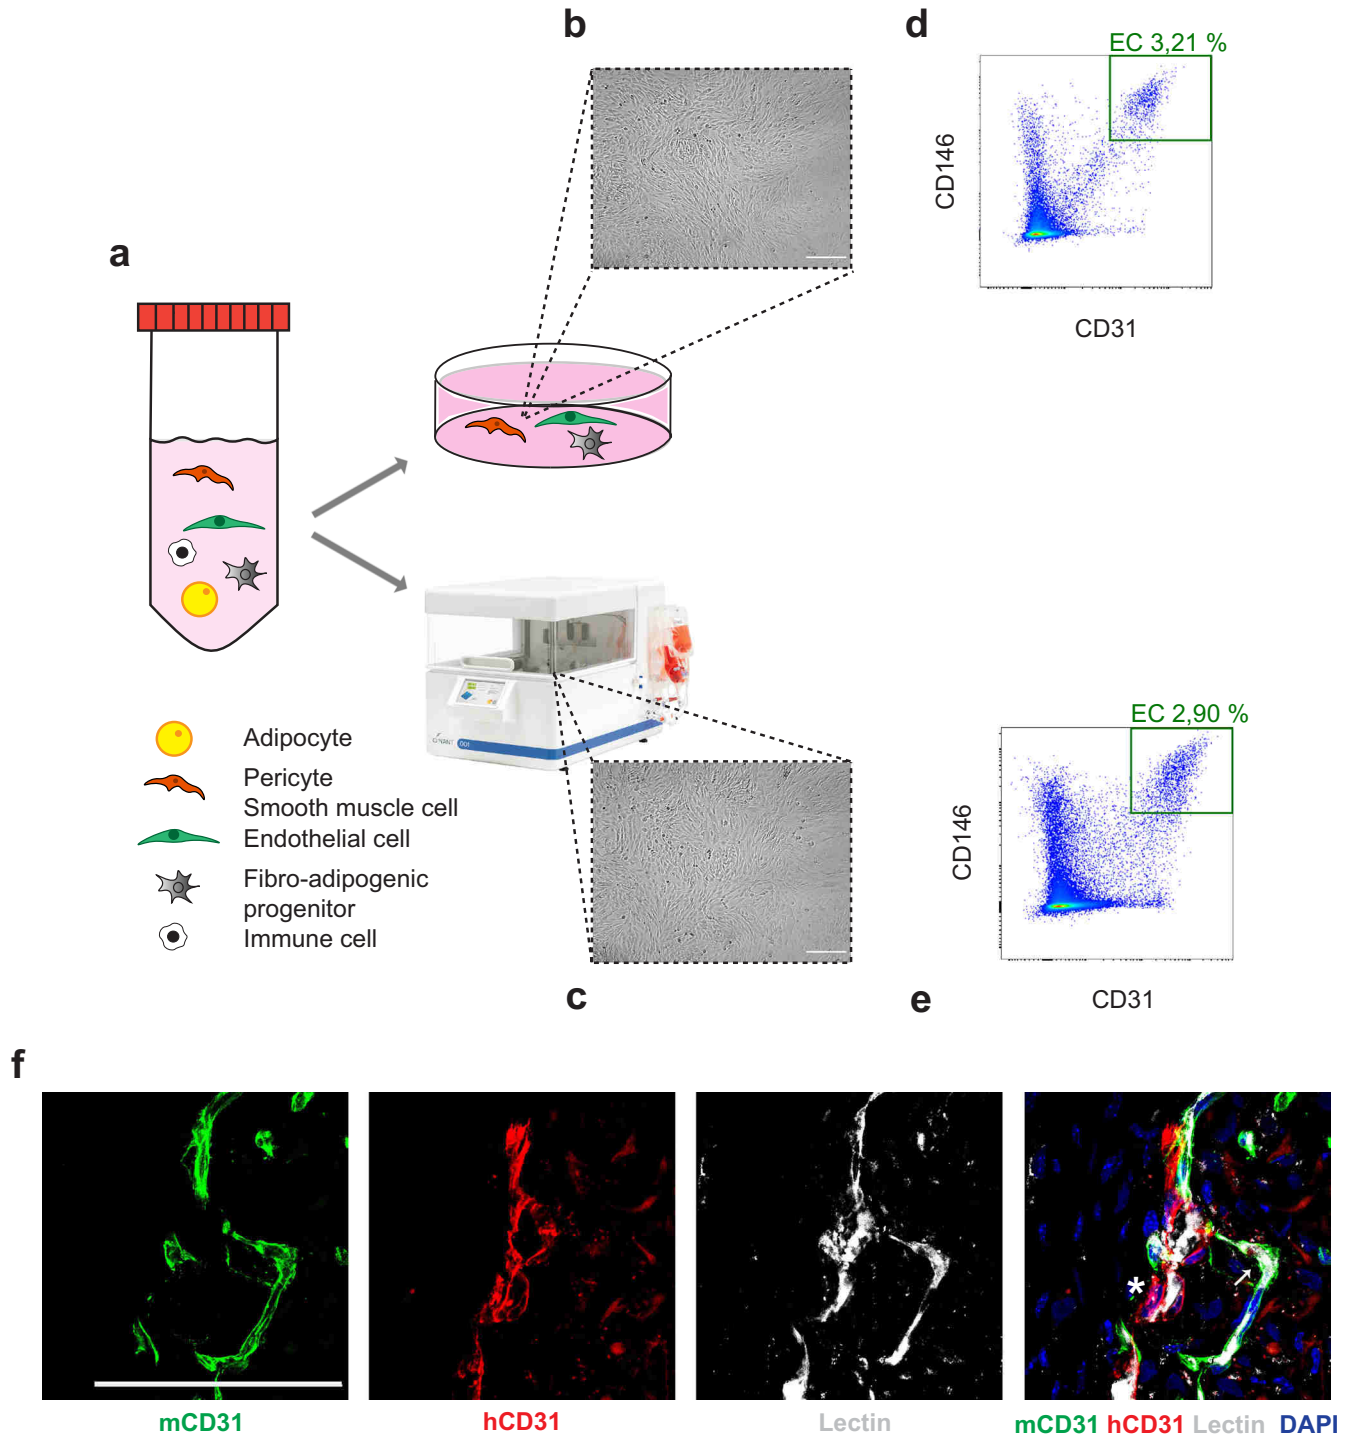 a
b
d
EC 3,21 %
CD146
CD31
001
Adipocyte
Pericyte
Smooth muscle cell
Endothelial cell
Fibro-adipogenic
progenitor
Immune cell
c
EC 2,90 %
CD146
CD31
e
f
*
mCD31
hCD31
Lectin
mCD31 hCD31 Lectin DAPI